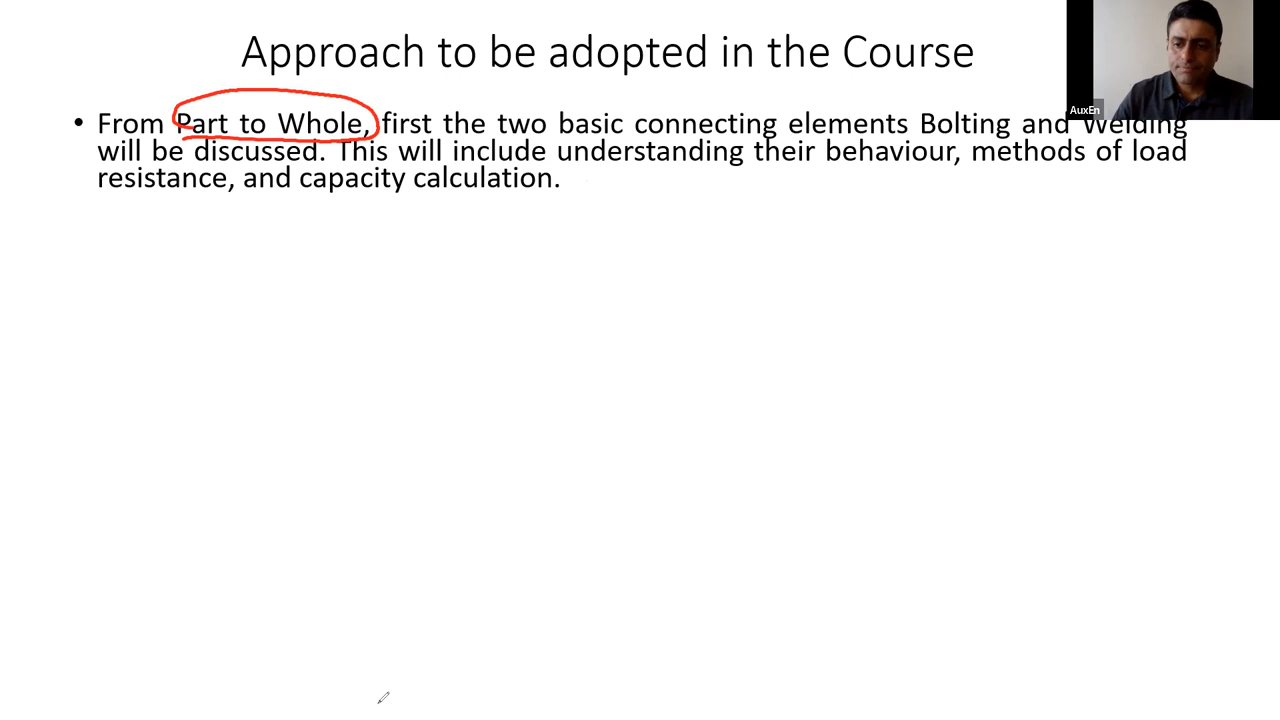 Approach to be adopted in the Course
AuxEn
• From Part to Whole, first the two basic connecting elements Bolting and Welding
will be discussed. This will include understanding their behaviour, methods of load
resistance, and capacity calculation.